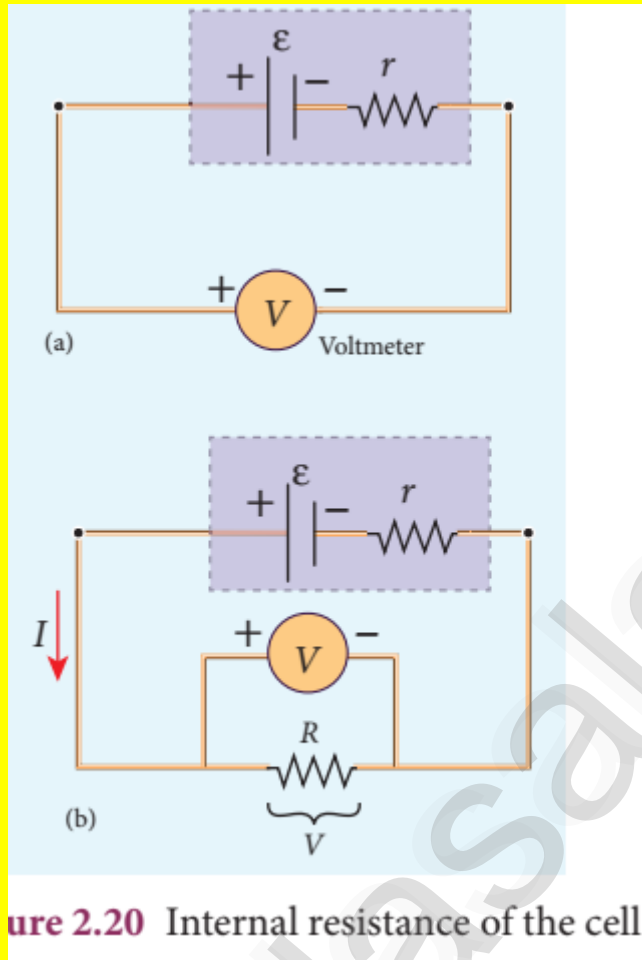 ε
+ − r
+ V −
(a) Voltmeter
ε
+ − r
I + V −
R
(b) V
ure 2.20 Internal resistance of the cell